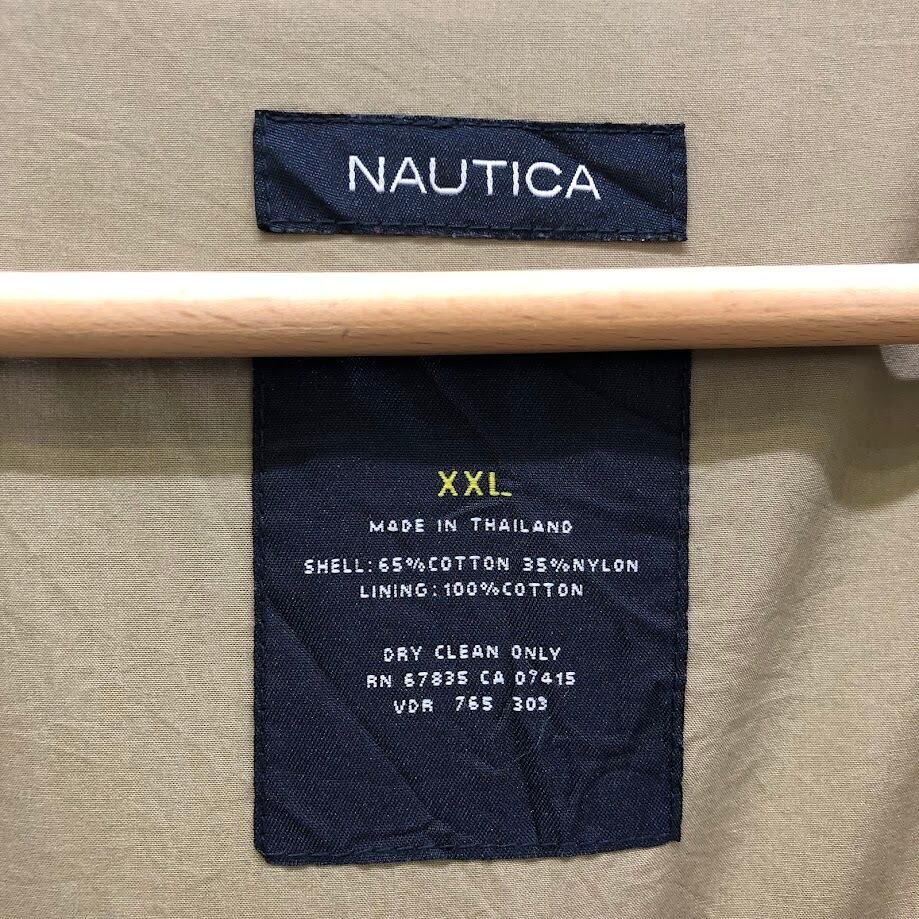 NAUTICA
XXL
MADE IN THAILAND
SHELL: 65%COTTON 35%NYLON
LINING: 100%COTTON
DRY CLEAN ONLY
RN 67835 CA 07415
VDR 765 303